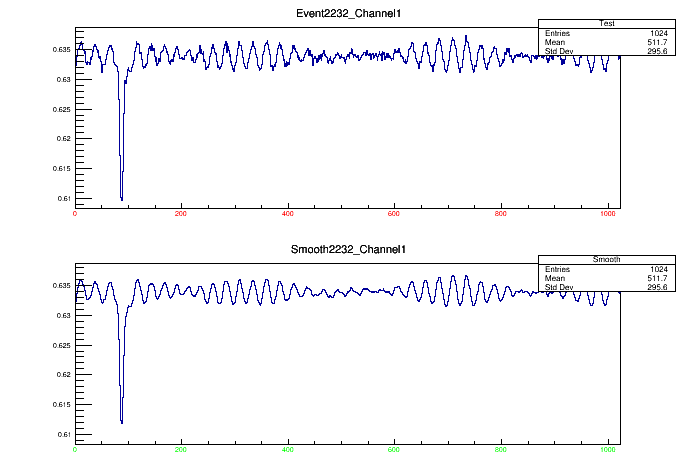 Event2232_Channel1
Test
Entries 1024
Mean 511.7
Std Dev 295.6
0.635
0.63
0.625
0.62
0.615
0.61
0 200 400 600 800 1000
Smooth2232_Channel1
Smooth
Entries 1024
Mean 511.7
Std Dev 295.6
0.635
0.63
0.625
0.62
0.615
0.61
0 200 400 600 800 1000